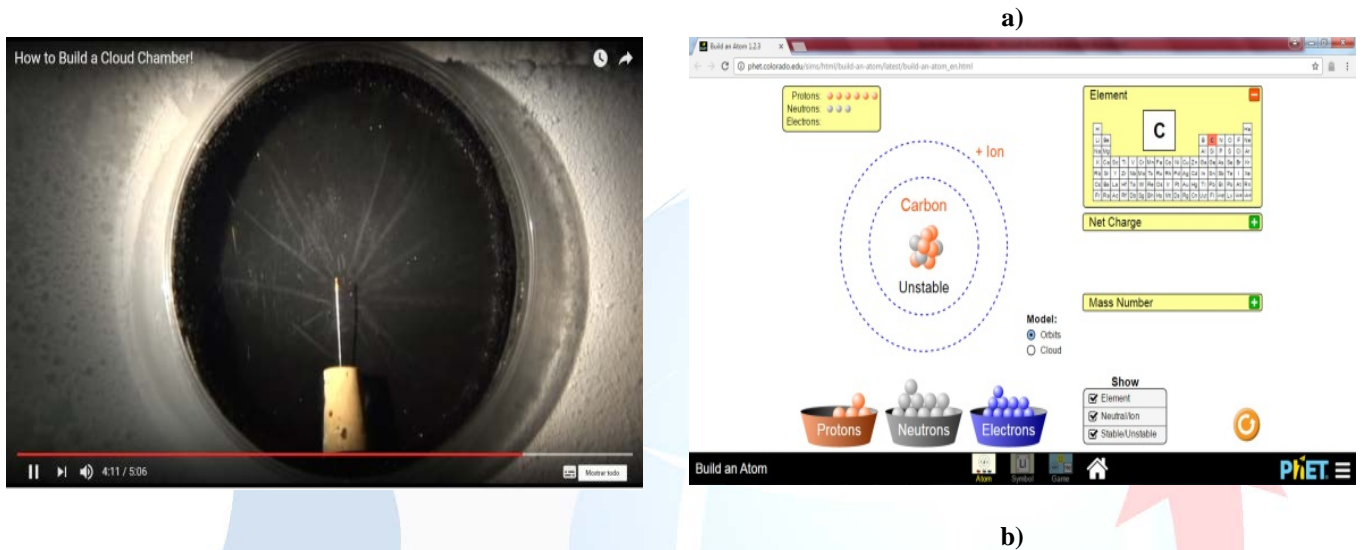 a)
How to Build a Cloud Chamber!
4:11 / 5:06
Mostrar todo
Build an Atom 1.2.3
phet.colorado.edu/sims/html/build-an-atom/latest/build-an-atom_en.html
Protons:
Neutrons:
Electrons:
+ Ion
Carbon
Unstable
Element
C
Net Charge
Mass Number
Model:
Orbits
Cloud
Show
Element
Neutral/Ion
Stable/Unstable
Protons
Neutrons
Electrons
Build an Atom
Atom
Symbol
Game
PhET
b)